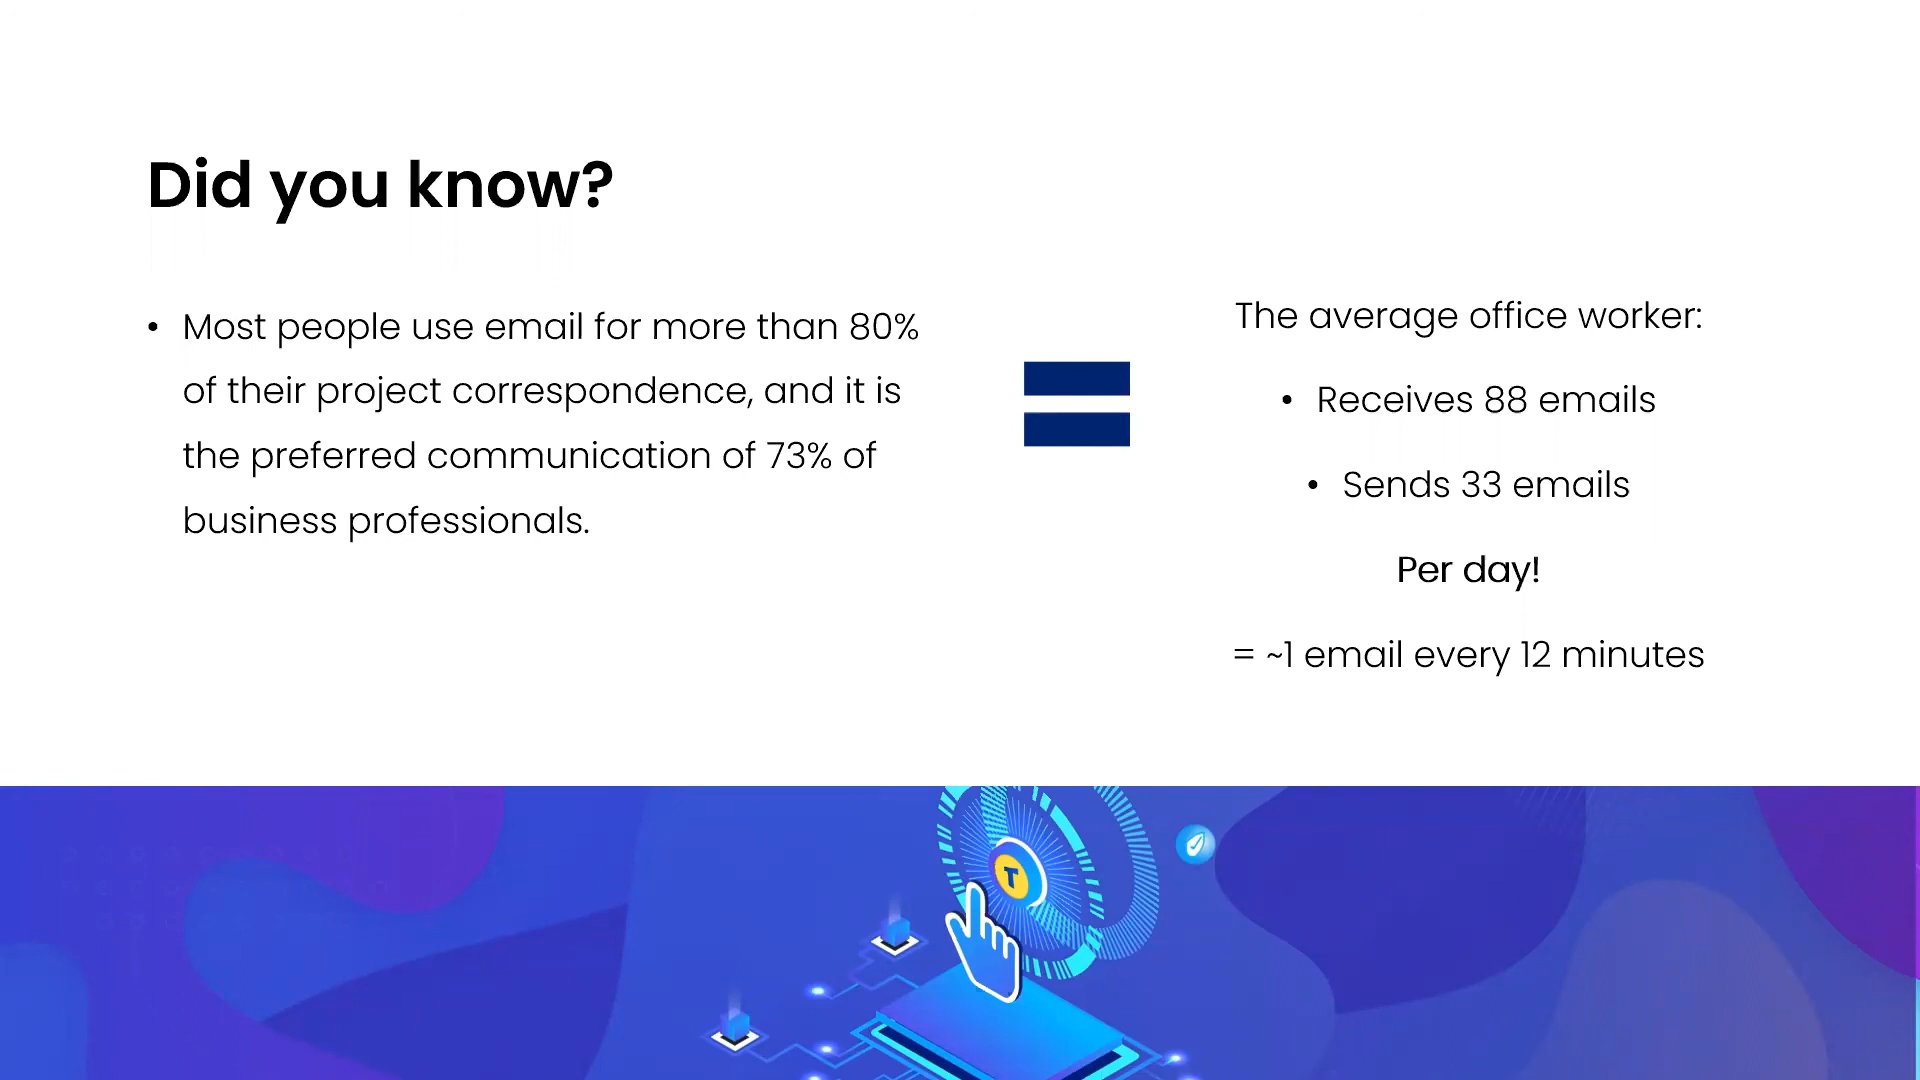 Did you know?
• Most people use email for more than 80%
of their project correspondence, and it is
the preferred communication of 73% of
business professionals.
The average office worker:
• Receives 88 emails
• Sends 33 emails
Per day!
= ~1 email every 12 minutes
T